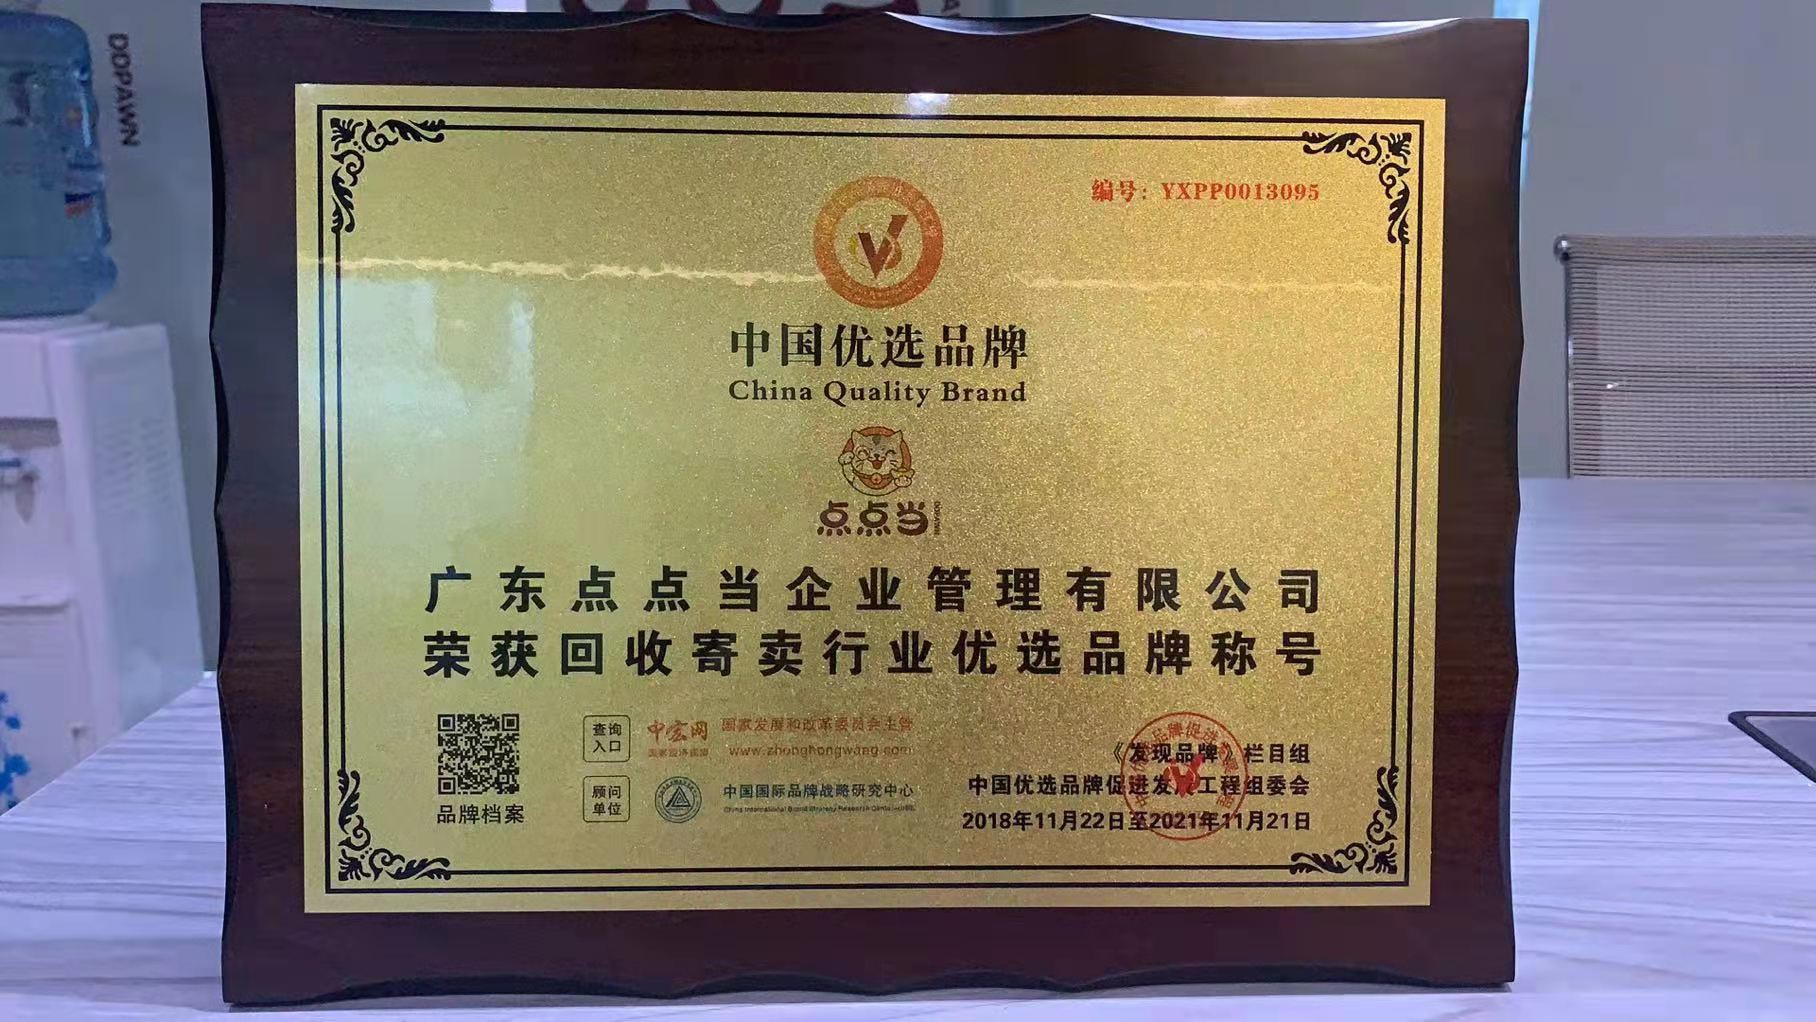 DDPAWN
编号：YXPP0013095
中国优选品牌
China Quality Brand
点点当
广东点点当企业管理有限公司
荣获回收寄卖行业优选品牌称号
品牌档案
查询
入口
中宏网
国家发展和改革委员会主管
www.zhonghongwang.com
顾问
单位
中国国际品牌战略研究中心
China International Brand Strategy Research Center
《发现品牌》栏目组
中国优选品牌促进发展工程组委会
2018年11月22日至2021年11月21日